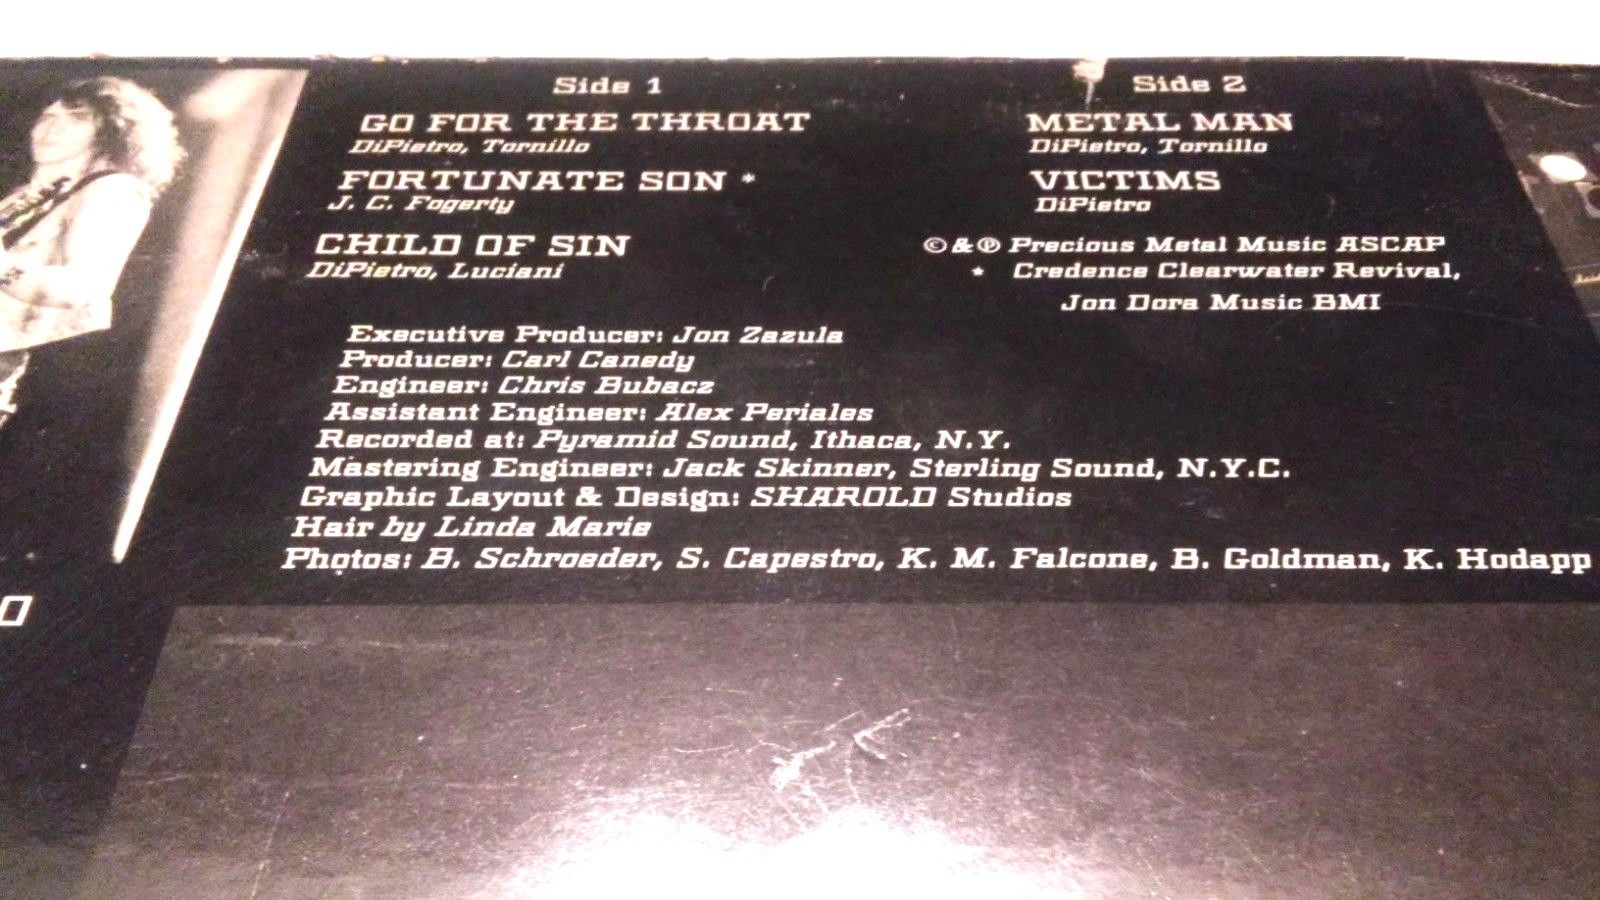 Side 1
GO FOR THE THROAT
DiPietro, Tornillo
FORTUNATE SON *
J. C. Fogerty
CHILD OF SIN
DiPietro, Luciani
Side 2
METAL MAN
DiPietro, Tornillo
VICTIMS
DiPietro
© & ℗ Precious Metal Music ASCAP
* Credence Clearwater Revival,
Jon Dora Music BMI
Executive Producer: Jon Zazula
Producer: Carl Canedy
Engineer: Chris Bubacz
Assistant Engineer: Alex Periales
Recorded at: Pyramid Sound, Ithaca, N.Y.
Mastering Engineer: Jack Skinner, Sterling Sound, N.Y.C.
Graphic Layout & Design: SHAROLD Studios
Hair by Linda Marie
Photos: B. Schroeder, S. Capestro, K. M. Falcone, B. Goldman, K. Hodapp
O